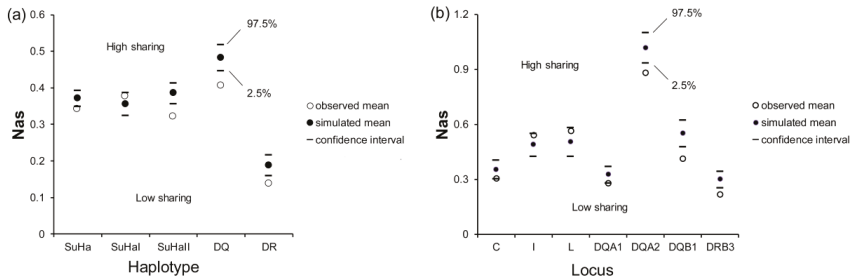 (a)
0.6
0.5
0.4
0.3
0.2
0.1
0
Nas
High sharing
97.5%
2.5%
Low sharing
SuHa SuHaI SuHaII DQ DR
Haplotype
observed mean
simulated mean
confidence interval
(b)
1.2
0.9
0.6
0.3
0
Nas
High sharing
97.5%
2.5%
Low sharing
C I L DQA1 DQA2 DQB1 DRB3
Locus
observed mean
simulated mean
confidence interval